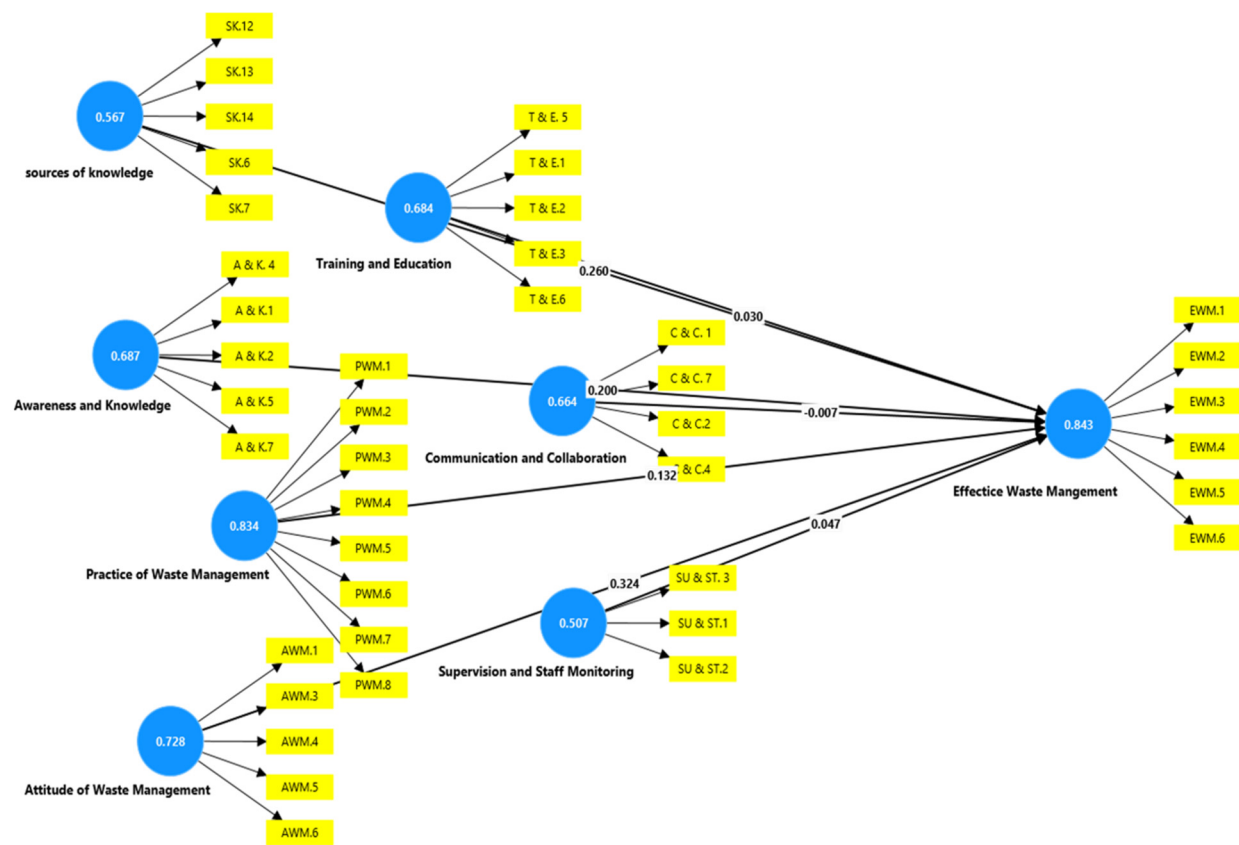 SK.12
SK.13
0.567
SK.14
SK.6
sources of knowledge
SK.7
T & E. 5
T & E.1
0.684
T & E.2
T & E.3
Training and Education
T & E.6
0.260
0.030
A & K. 4
A & K.1
0.687
A & K.2
A & K.5
Awareness and Knowledge
A & K.7
C & C. 1
C & C. 7
0.200
0.664
-0.007
C & C.2
Communication and Collaboration
& C.4
0.132
PWM.1
PWM.2
PWM.3
PWM.4
0.834
PWM.5
Practice of Waste Management
PWM.6
PWM.7
PWM.8
EWM.1
EWM.2
EWM.3
0.843
EWM.4
Effectice Waste Mangement
EWM.5
EWM.6
0.047
0.324
SU & ST. 3
0.507
SU & ST.1
Supervision and Staff Monitoring
SU & ST.2
AWM.1
AWM.3
0.728
AWM.4
Attitude of Waste Management
AWM.5
AWM.6